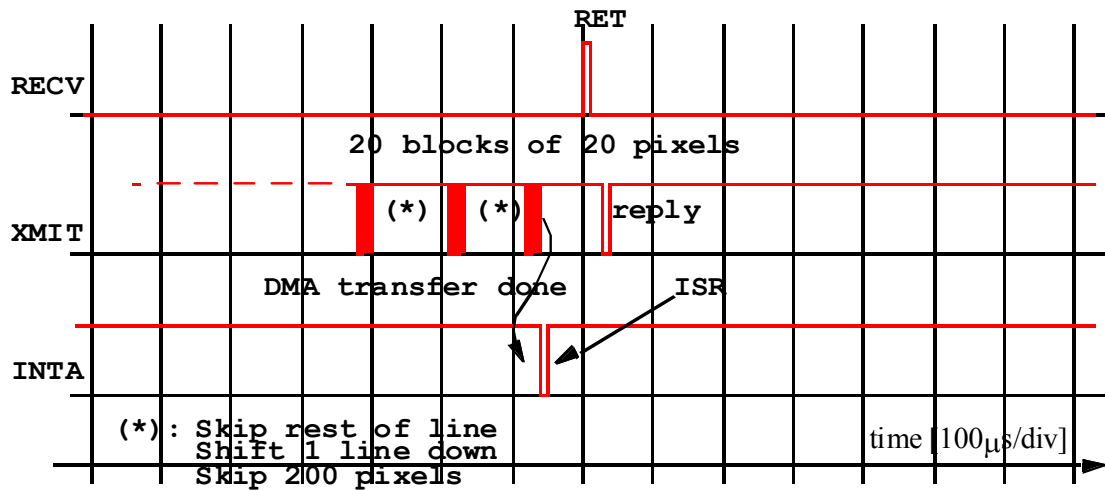 RET
RECV
20 blocks of 20 pixels
(*) (*) reply
XMIT
DMA transfer done ISR
INTA
(*): Skip rest of line
Shift 1 line down
Skip 200 pixels
time [100μs/div]